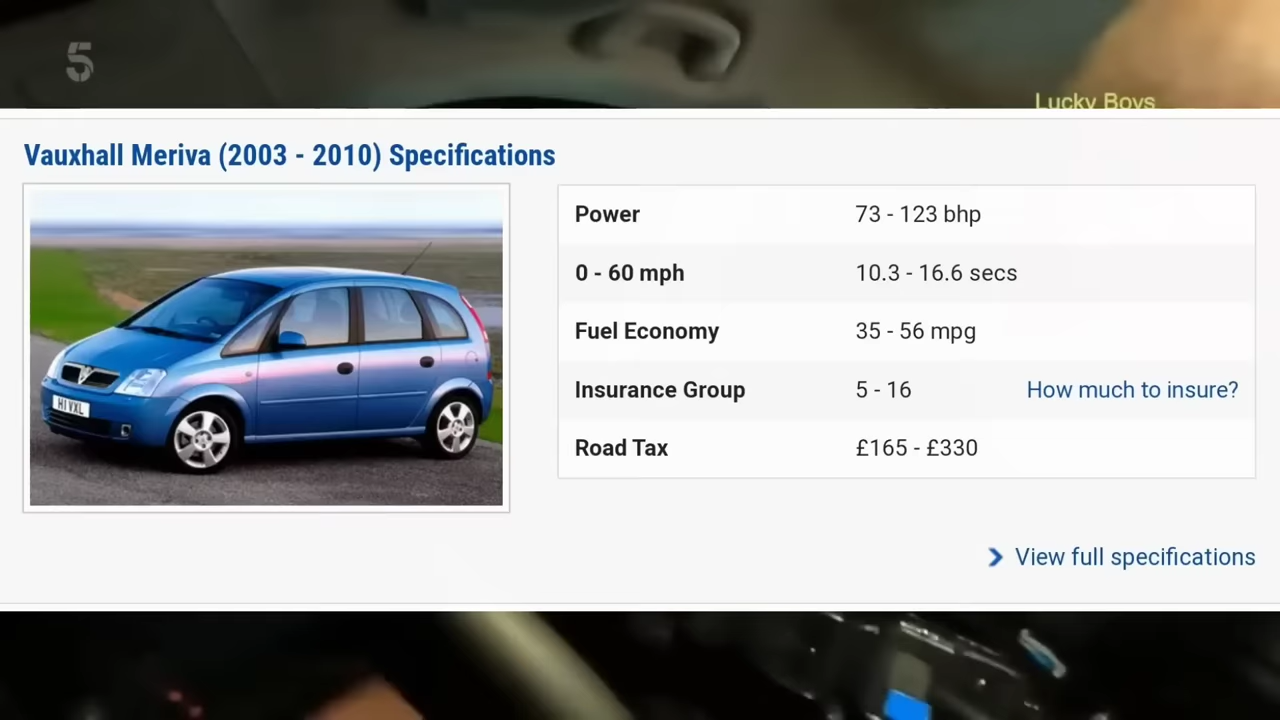 5
Lucky Boys
Vauxhall Meriva (2003 - 2010) Specifications
H1 VXL
Power 73 - 123 bhp
0 - 60 mph 10.3 - 16.6 secs
Fuel Economy 35 - 56 mpg
Insurance Group 5 - 16 How much to insure?
Road Tax £165 - £330
View full specifications